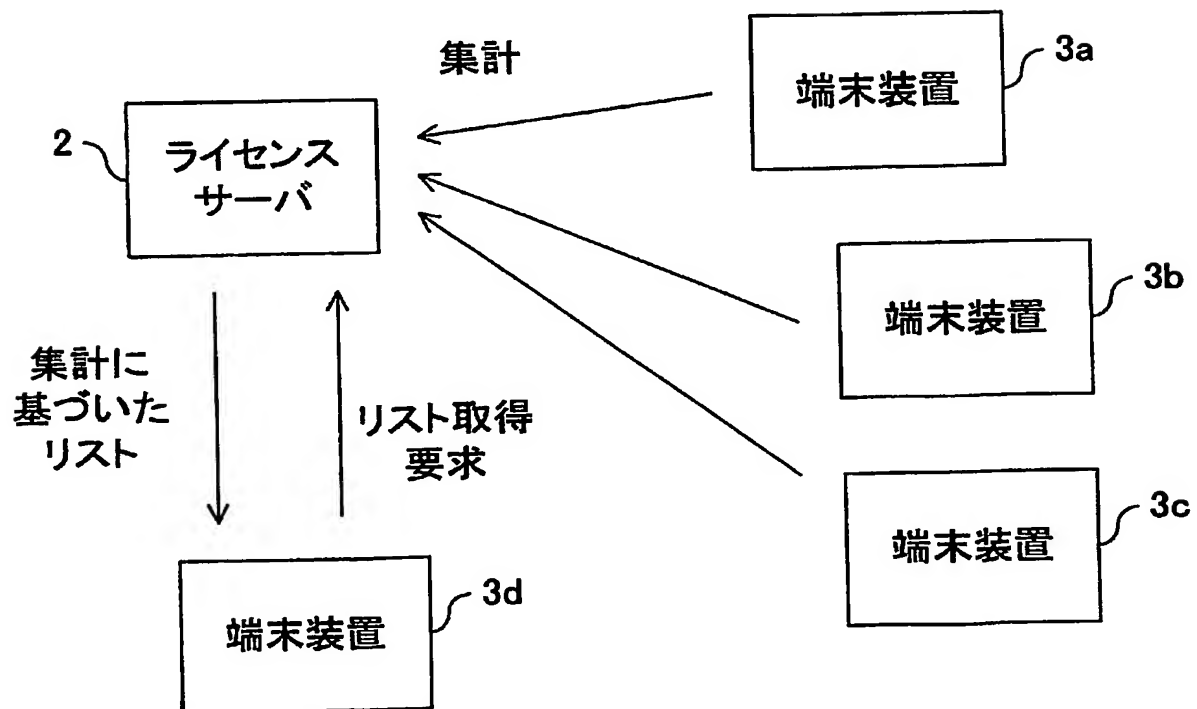 集計
端末装置
3a
2
ライセンス
サーバ
端末装置
3b
集計に
基づいた
リスト
リスト取得
要求
端末装置
3c
端末装置
3d